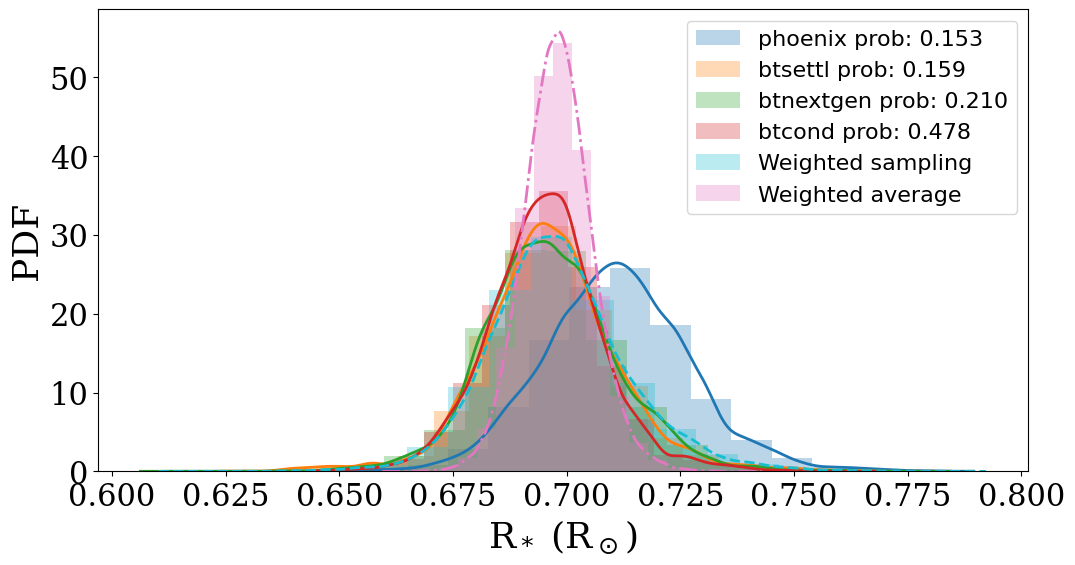 PDF
50
40
30
20
10
0
phoenix prob: 0.153
btsettl prob: 0.159
btnextgen prob: 0.210
btcond prob: 0.478
Weighted sampling
Weighted average
0.600 0.625 0.650 0.675 0.700 0.725 0.750 0.775 0.800
R* (R⊙)